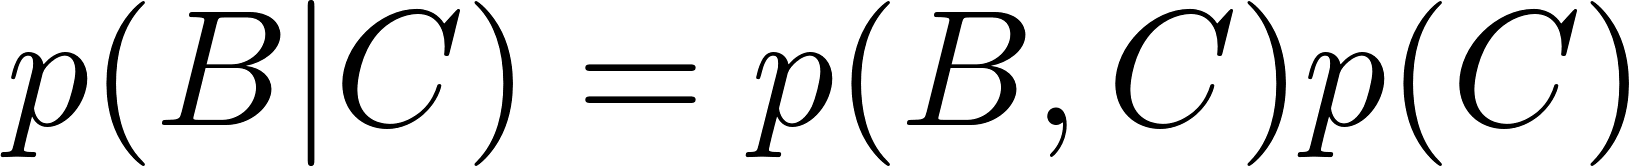 p(B|C) = p(B, C)p(C)